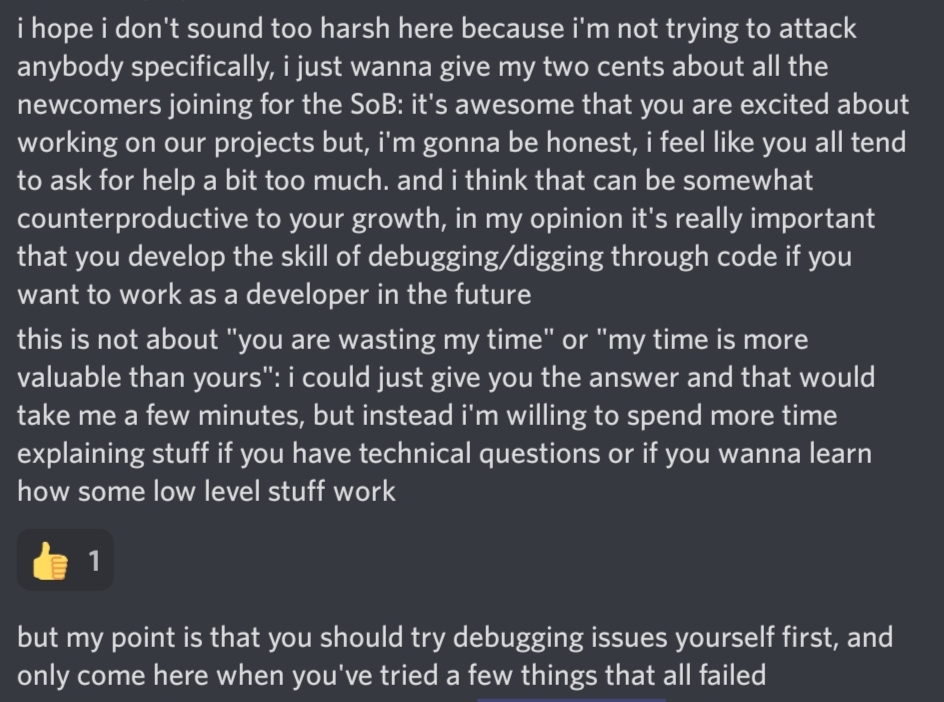 i hope i don't sound too harsh here because i'm not trying to attack
anybody specifically, i just wanna give my two cents about all the
newcomers joining for the SoB: it's awesome that you are excited about
working on our projects but, i'm gonna be honest, i feel like you all tend
to ask for help a bit too much. and i think that can be somewhat
counterproductive to your growth, in my opinion it's really important
that you develop the skill of debugging/digging through code if you
want to work as a developer in the future
this is not about "you are wasting my time" or "my time is more
valuable than yours": i could just give you the answer and that would
take me a few minutes, but instead i'm willing to spend more time
explaining stuff if you have technical questions or if you wanna learn
how some low level stuff work
👍 1
but my point is that you should try debugging issues yourself first, and
only come here when you've tried a few things that all failed